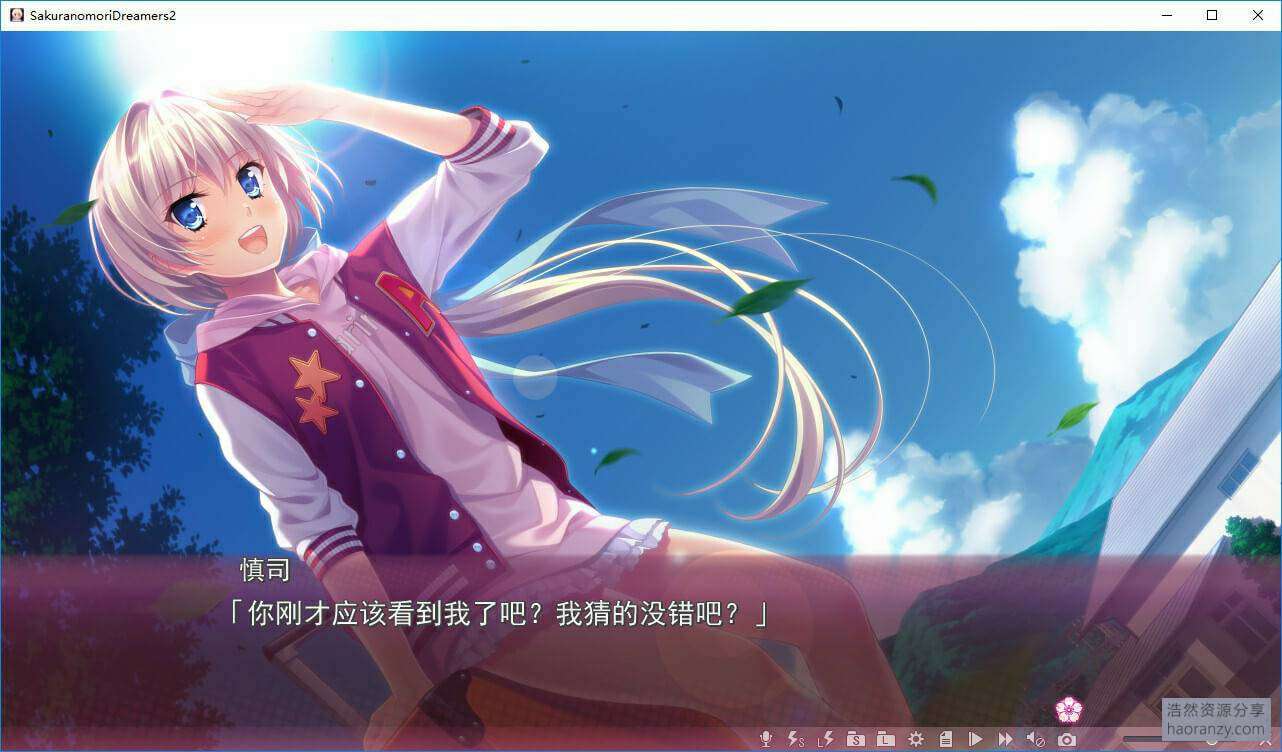 SakuranomoriDreamers2
A
慎司
「你刚才应该看到我了吧？我猜的没错吧？」
S L S L
浩然资源分享
haoranzy.com